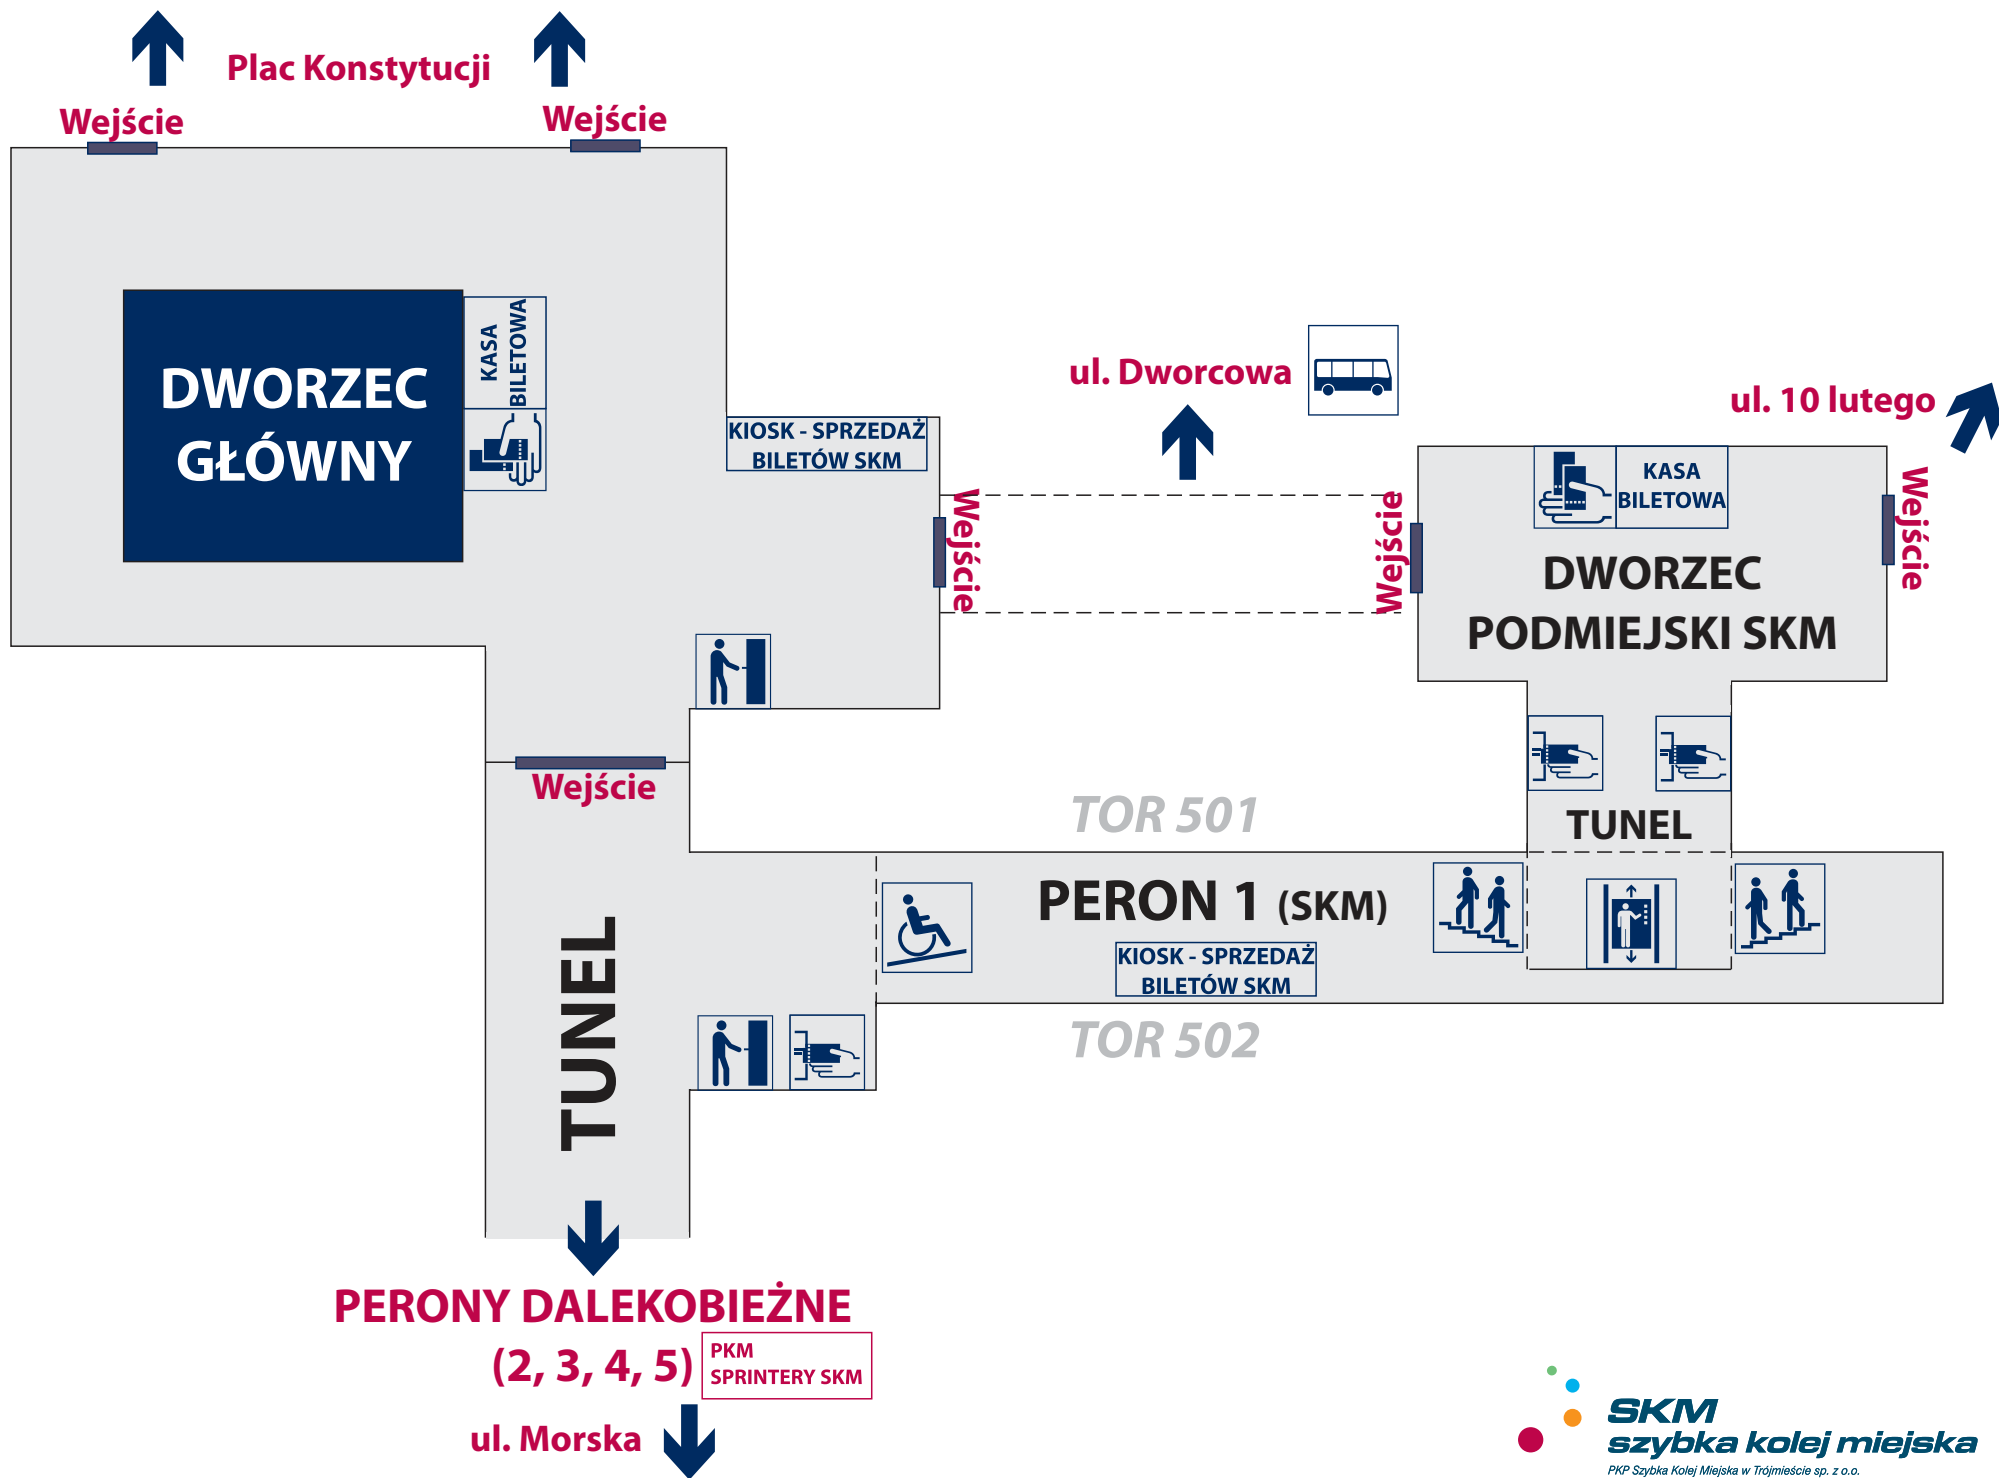 Plac Konstytucji
Wejście
Wejście
DWORZEC
GŁÓWNY
KASA
BILETOWA
KIOSK - SPRZEDAŻ
BILETÓW SKM
Wejście
ul. Dworcowa
ul. 10 lutego
Wejście
KASA
BILETOWA
Wejście
DWORZEC
PODMIEJSKI SKM
Wejście
TOR 501
TUNEL
PERON 1 (SKM)
KIOSK - SPRZEDAŻ
BILETÓW SKM
TOR 502
TUNEL
PERONY DALEKOBIEŻNE
(2, 3, 4, 5)
PKM
SPRINTERY SKM
ul. Morska
SKM
szybka kolej miejska
PKP Szybka Kolej Miejska w Trójmieście sp. z o.o.